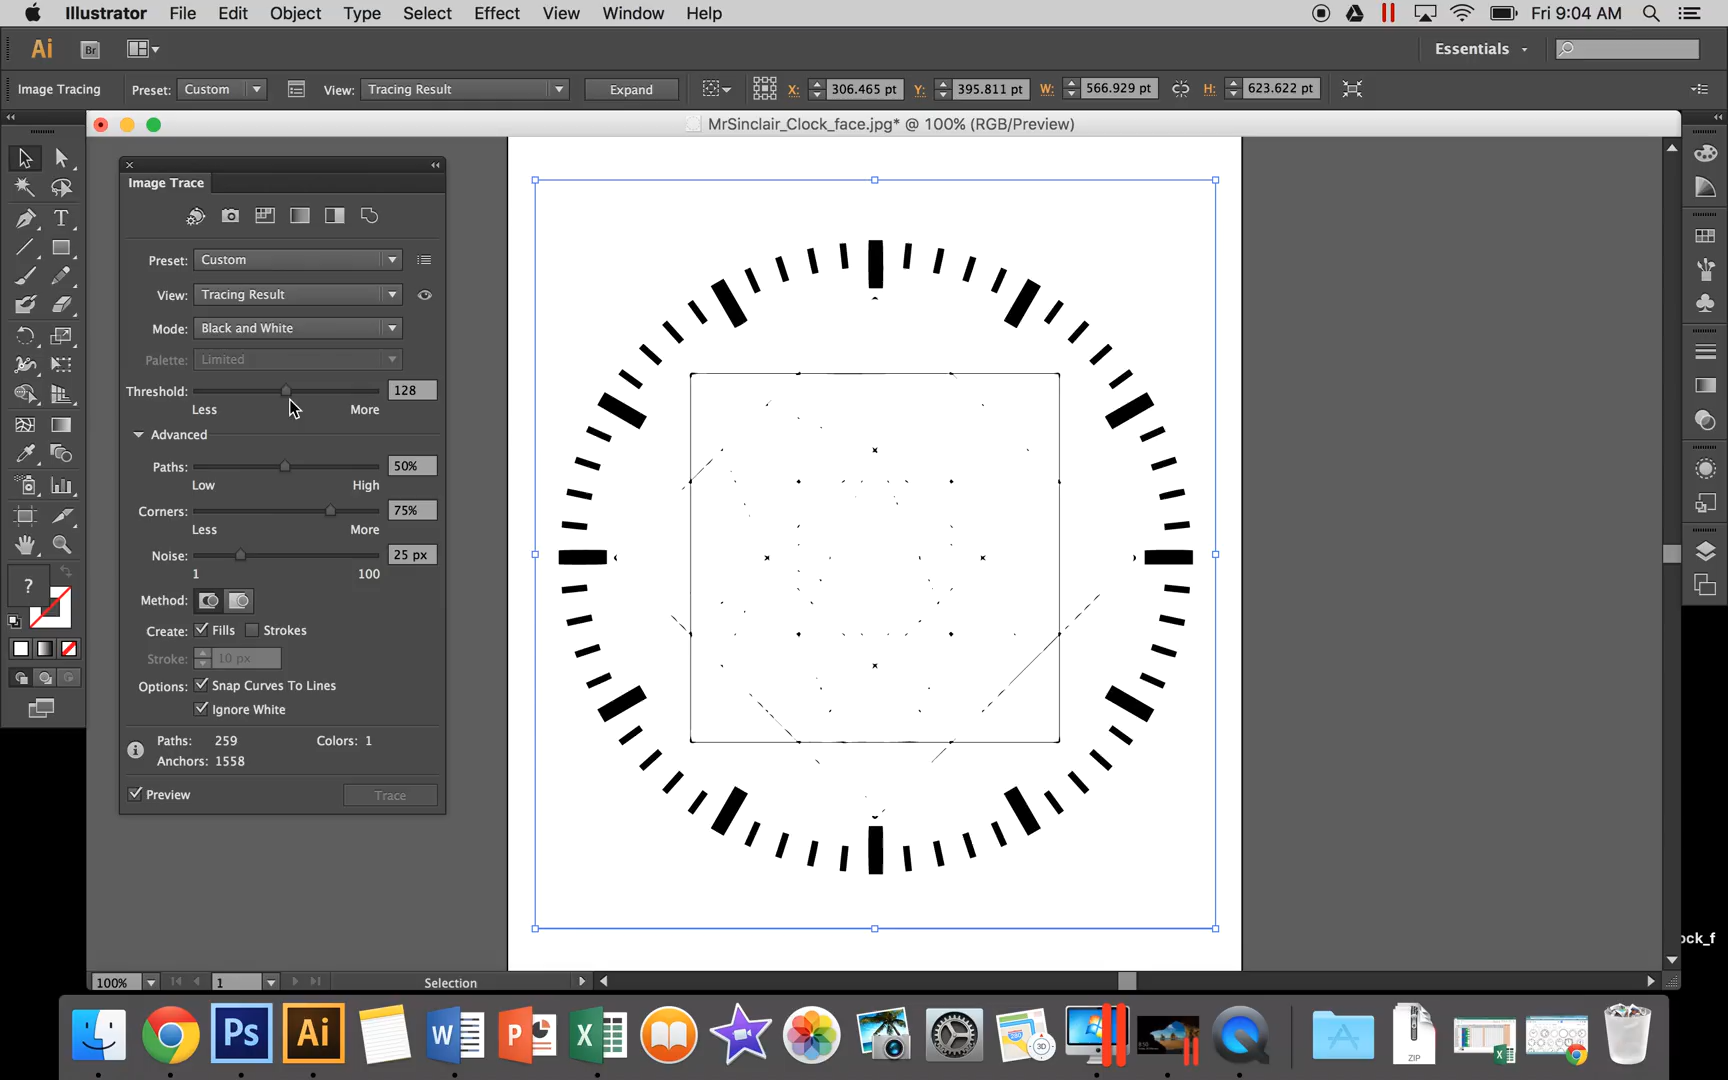 Illustrator File Edit Object Type Select Effect View Window Help Fri 9:04 AM
Ai Br Essentials
Image Tracing Preset: Custom View: Tracing Result Expand X: 306.465 pt Y: 395.811 pt W: 566.929 pt H: 623.622 pt
MrSinclair_Clock_face.jpg* @ 100% (RGB/Preview)
Image Trace
Preset: Custom
View: Tracing Result
Mode: Black and White
Palette: Limited
Threshold: 128
Less More
Advanced
Paths: 50%
Low High
Corners: 75%
Less More
Noise: 25 px
1 100
Method:
Create: Fills Strokes
Stroke: 10 px
Options: Snap Curves To Lines
Ignore White
Paths: 259 Colors: 1
Anchors: 1558
Preview Trace
T
?
ock_f
100% 1 Selection
Ps Ai W P X 3D ZIP